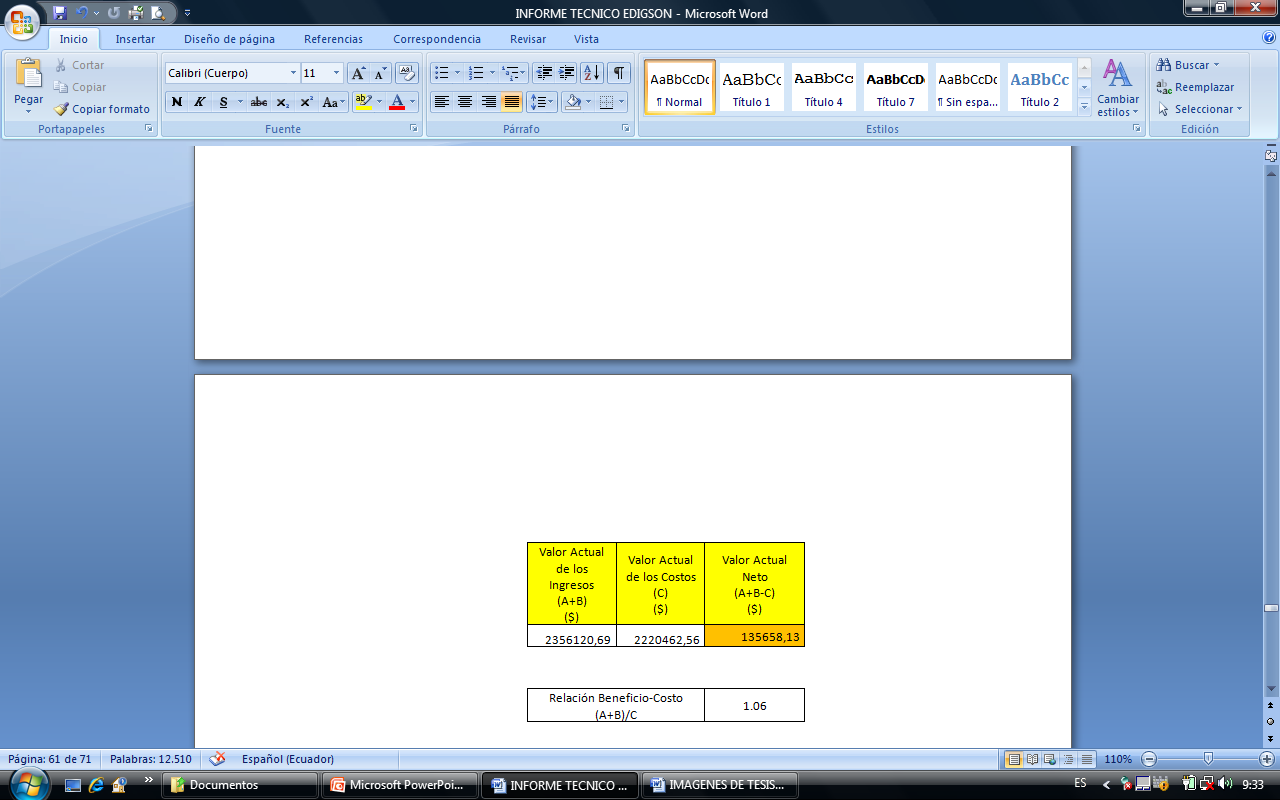 INFORME TECNICO EDIGSON - Microsoft Word
Inicio Insertar Diseño de página Referencias Correspondencia Revisar Vista
Pegar
Cortar
Copiar
Copiar formato
Portapapeles
Calibri (Cuerpo) 11
N K S abc x₂ x² Aa
Fuente
Párrafo
AaBbCcDc AaBbCc AaBbCc AaBbCcD AaBbCcDc AaBbCc
¶ Normal Título 1 Título 4 Título 7 ¶ Sin espa... Título 2
Cambiar
estilos
Estilos
Buscar
Reemplazar
Seleccionar
Edición
Valor Actual
de los
Ingresos
(A+B)
($)
Valor Actual
de los Costos
(C)
($)
Valor Actual
Neto
(A+B-C)
($)
2356120,69 2220462,56 135658,13
Relación Beneficio-Costo
(A+B)/C
1.06
Página: 61 de 71 Palabras: 12.510 Español (Ecuador) 110%
Documentos Microsoft PowerPoi... INFORME TECNICO ... IMAGENES DE TESIS... ES 9:33